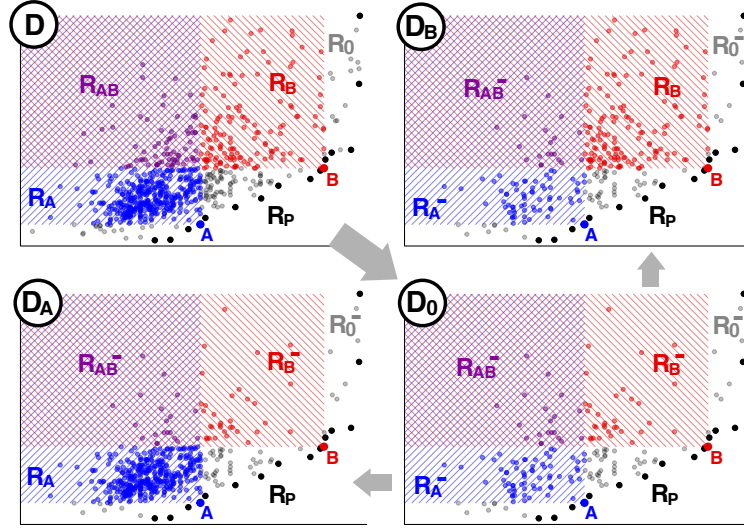 D
R0
RAB
RB
RA
B
RP
A
DB
R0-
RAB-
RB
B
RA-
RP
A
DA
R0-
RAB-
RB-
RA
B
RP
A
D0
R0-
RAB-
RB-
B
RA-
RP
A